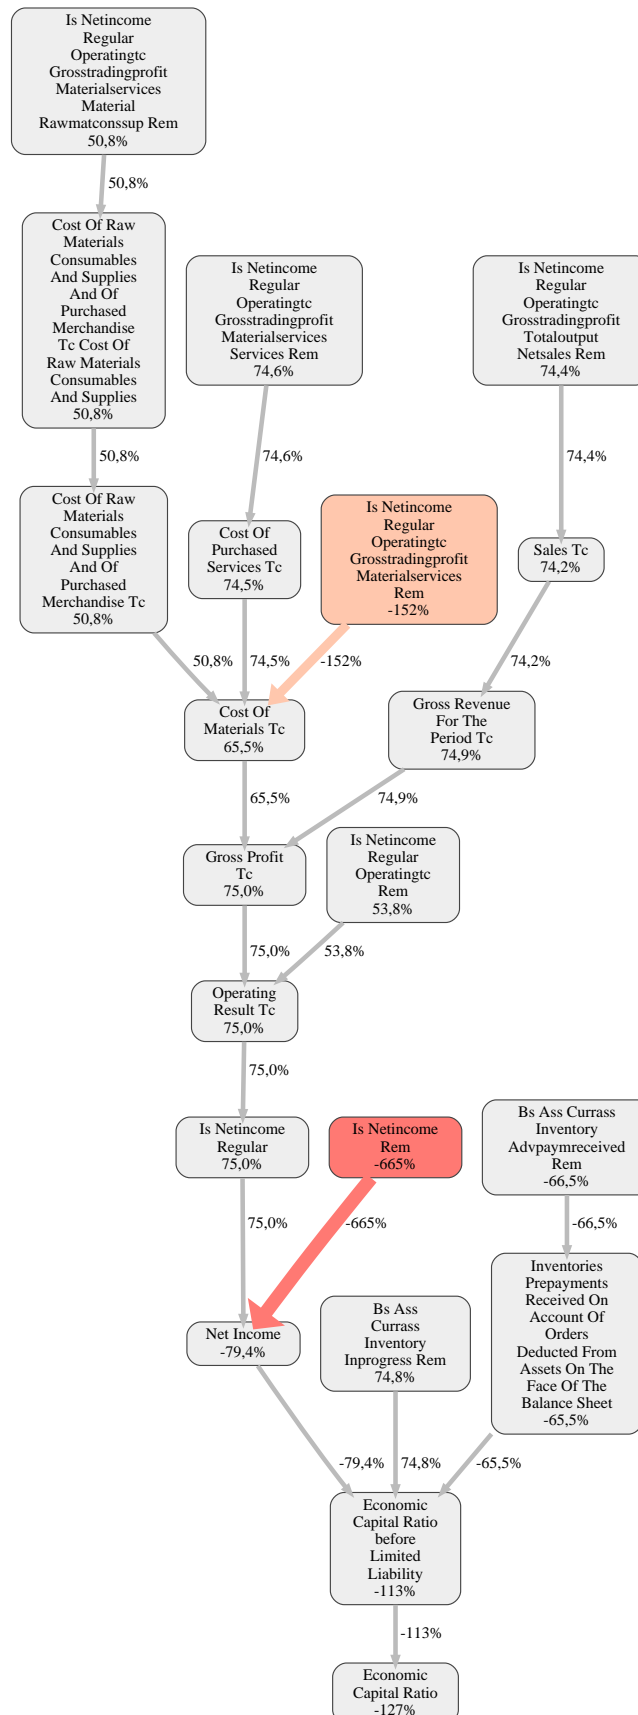 Is Netincome
Regular
Operatingtc
Grosstradingprofit
Materialservices
Material
Rawmatconssup Rem
50,8%
50,8%
Cost Of Raw
Materials
Consumables
And Supplies
And Of
Purchased
Merchandise
Tc Cost Of
Raw Materials
Consumables
And Supplies
50,8%
Is Netincome
Regular
Operatingtc
Grosstradingprofit
Materialservices
Services Rem
74,6%
Is Netincome
Regular
Operatingtc
Grosstradingprofit
Totaloutput
Netsales Rem
74,4%
50,8%
74,6%
74,4%
Cost Of Raw
Materials
Consumables
And Supplies
And Of
Purchased
Merchandise Tc
50,8%
Cost Of
Purchased
Services Tc
74,5%
Is Netincome
Regular
Operatingtc
Grosstradingprofit
Materialservices
Rem
-152%
Sales Tc
74,2%
50,8%
74,5%
-152%
74,2%
Cost Of
Materials Tc
65,5%
Gross Revenue
For The
Period Tc
74,9%
65,5%
74,9%
Gross Profit
Tc
75,0%
Is Netincome
Regular
Operatingtc
Rem
53,8%
75,0%
53,8%
Operating
Result Tc
75,0%
75,0%
Is Netincome
Regular
75,0%
Is Netincome
Rem
-665%
Bs Ass Currass
Inventory
Advpaymreceived
Rem
-66,5%
75,0%
-665%
-66,5%
Net Income
-79,4%
Bs Ass
Currass
Inventory
Inprogress Rem
74,8%
Inventories
Prepayments
Received On
Account Of
Orders
Deducted From
Assets On The
Face Of The
Balance Sheet
-65,5%
-79,4%
74,8%
-65,5%
Economic
Capital Ratio
before
Limited
Liability
-113%
-113%
Economic
Capital Ratio
-127%